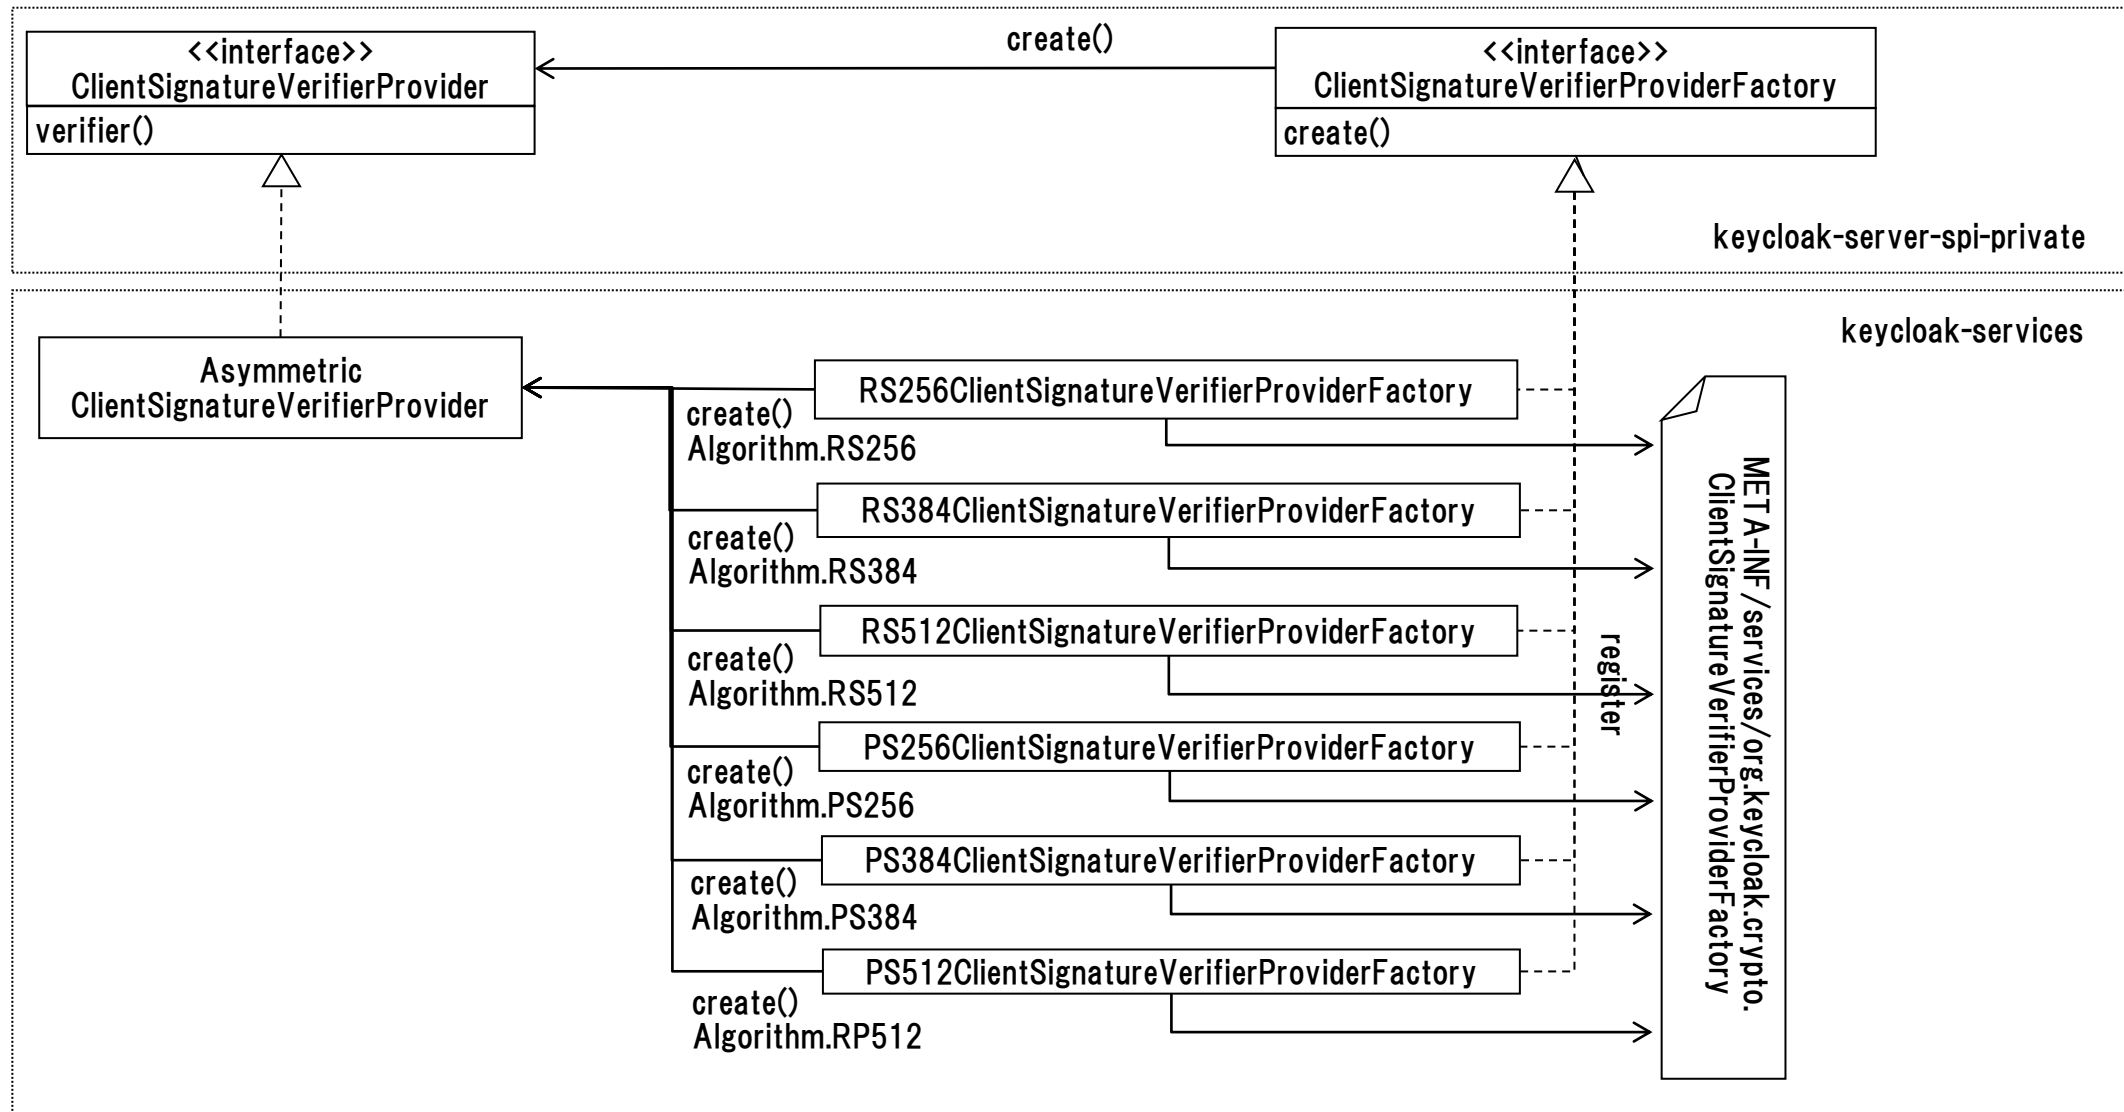 <<interface>>
ClientSignatureVerifierProvider
verifier()
create()
<<interface>>
ClientSignatureVerifierProviderFactory
create()
keycloak-server-spi-private
keycloak-services
Asymmetric
ClientSignatureVerifierProvider
RS256ClientSignatureVerifierProviderFactory
create()
Algorithm.RS256
RS384ClientSignatureVerifierProviderFactory
create()
Algorithm.RS384
RS512ClientSignatureVerifierProviderFactory
create()
Algorithm.RS512
PS256ClientSignatureVerifierProviderFactory
create()
Algorithm.PS256
PS384ClientSignatureVerifierProviderFactory
create()
Algorithm.PS384
PS512ClientSignatureVerifierProviderFactory
create()
Algorithm.RP512
register
META-INF/services/org.keycloak.crypto.
ClientSignatureVerifierProviderFactory